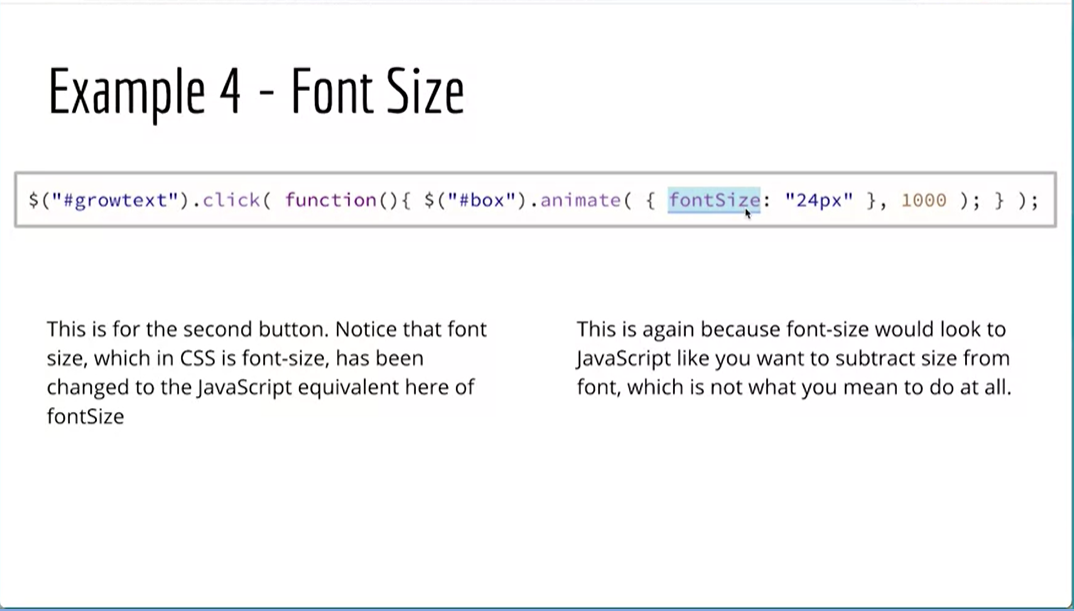 Example 4 - Font Size
$("#growtext").click( function(){ $("#box").animate( { fontSize: "24px" }, 1000 ); } );
This is for the second button. Notice that font
size, which in CSS is font-size, has been
changed to the JavaScript equivalent here of
fontSize
This is again because font-size would look to
JavaScript like you want to subtract size from
font, which is not what you mean to do at all.